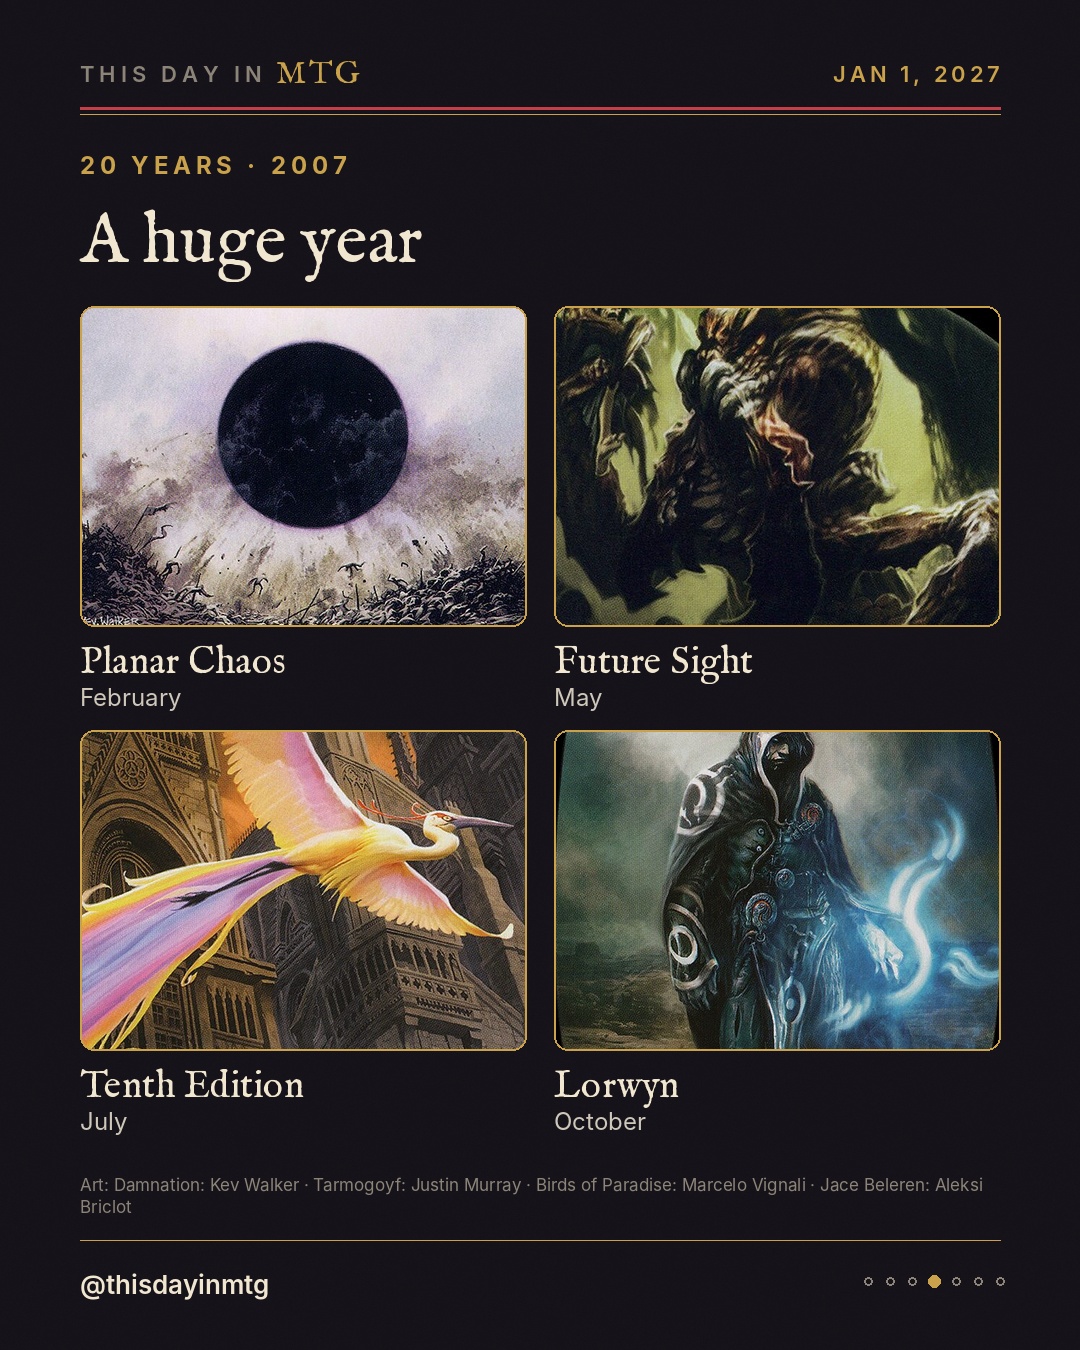 THIS DAY IN MTG
JAN 1, 2027
20 YEARS · 2007
A huge year
Kev.Walker
Planar Chaos
February
Future Sight
May
Tenth Edition
July
Lorwyn
October
Art: Damnation: Kev Walker · Tarmogoyf: Justin Murray · Birds of Paradise: Marcelo Vignali · Jace Beleren: Aleksi
Briclot
@thisdayinmtg